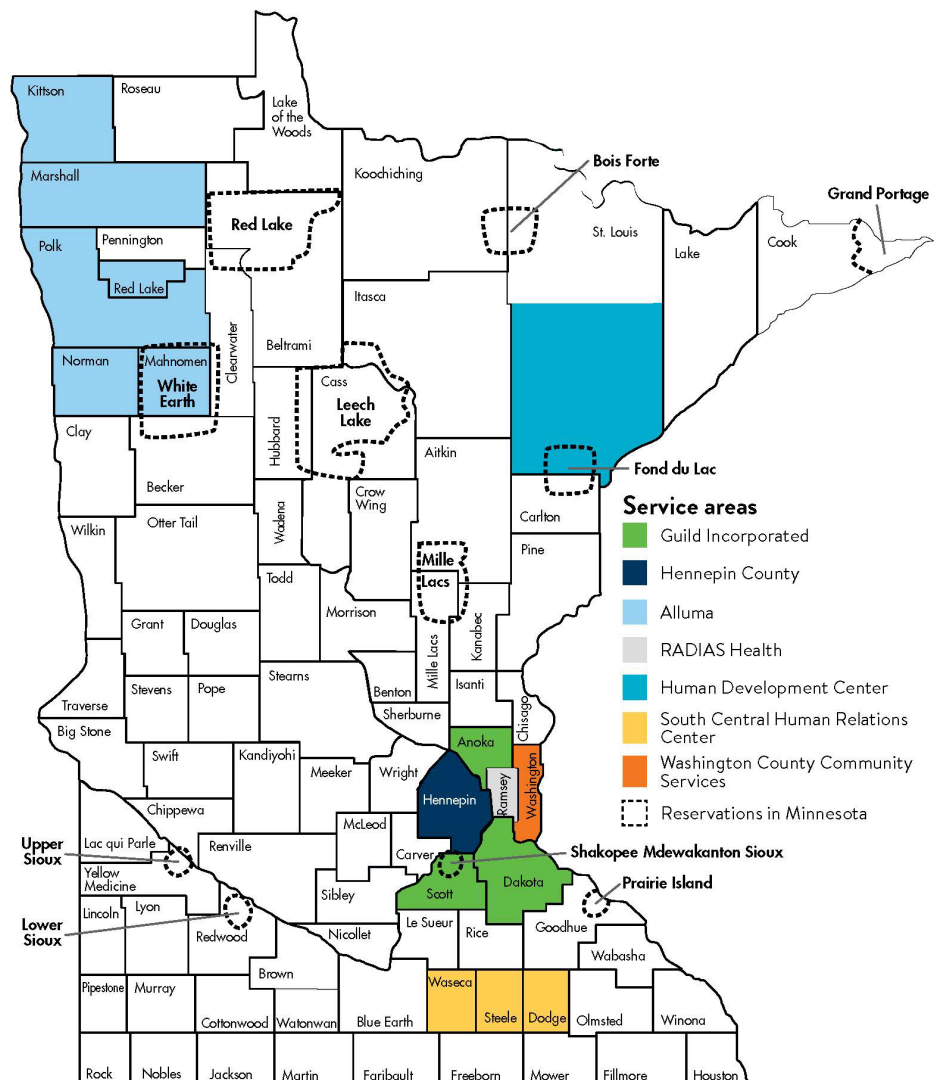 Kittson
Roseau
Lake
of the
Woods
Koochiching
Bois Forte
Marshall
Grand Portage
Red Lake
St. Louis
Polk
Pennington
Cook
Lake
Red Lake
Itasca
Clearwater
Beltrami
Norman
Mahnomen
White
Earth
Cass
Leech
Lake
Hubbard
Clay
Aitkin
Fond du Lac
Becker
Crow
Wing
Wadena
Carlton
Service areas
Guild Incorporated
Hennepin County
Alluma
RADIAS Health
Human Development Center
South Central Human Relations
Center
Washington County Community
Services
Reservations in Minnesota
Wilkin
Otter Tail
Pine
Mille
Lacs
Todd
Morrison
Grant
Douglas
Mille Lacs
Kanabec
Stearns
Stevens
Pope
Benton
Isanti
Traverse
Sherburne
Chisago
Big Stone
Anoka
Swift
Kandiyohi
Meeker
Wright
Hennepin
Ramsey
Washington
Chippewa
McLeod
Upper
Sioux
Lac qui Parle
Renville
Carver
Shakopee Mdewakanton Sioux
Yellow
Medicine
Sibley
Scott
Dakota
Prairie Island
Lincoln
Lyon
Lower
Sioux
Redwood
Nicollet
Le Sueur
Rice
Goodhue
Wabasha
Brown
Pipestone
Murray
Waseca
Cottonwood
Watonwan
Blue Earth
Steele
Dodge
Olmsted
Winona
Rock
Nobles
Jackson
Martin
Faribault
Freeborn
Mower
Fillmore
Houston